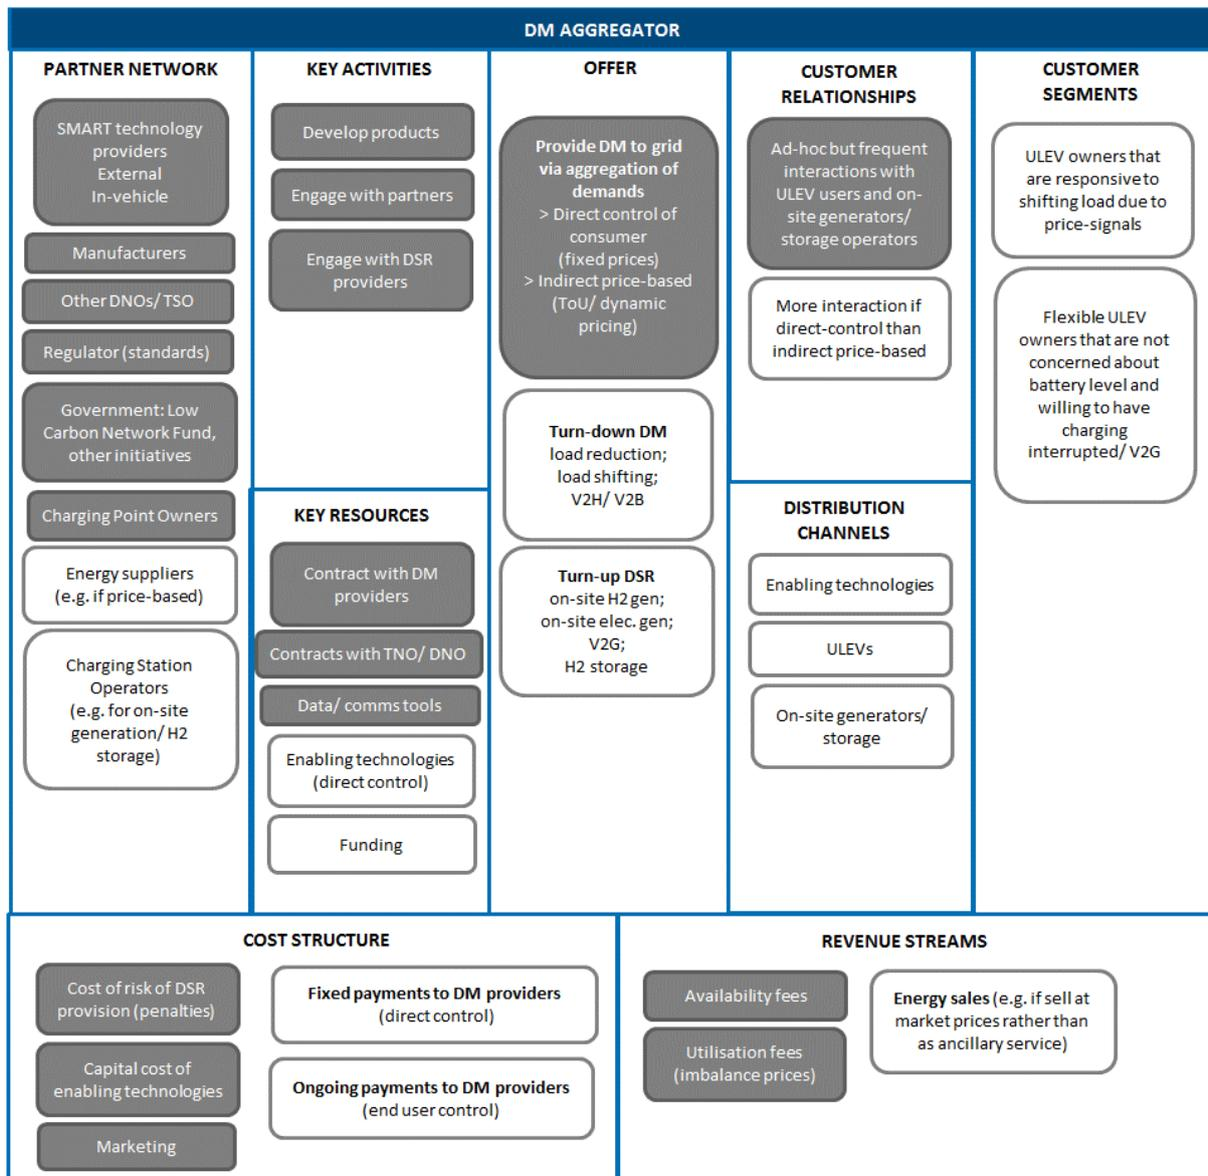 DM AGGREGATOR
PARTNER NETWORK
SMART technology
providers
External
In-vehicle
Manufacturers
Other DNOs/ TSO
Regulator (standards)
Government: Low
Carbon Network Fund,
other initiatives
Charging Point Owners
Energy suppliers
(e.g. if price-based)
Charging Station
Operators
(e.g. for on-site
generation/ H2
storage)
KEY ACTIVITIES
Develop products
Engage with partners
Engage with DSR
providers
KEY RESOURCES
Contract with DM
providers
Contracts with TNO/ DNO
Data/ comms tools
Enabling technologies
(direct control)
Funding
OFFER
Provide DM to grid
via aggregation of
demands
> Direct control of
consumer
(fixed prices)
> Indirect price-based
(ToU/ dynamic
pricing)
Turn-down DM
load reduction;
load shifting;
V2H/ V2B
Turn-up DSR
on-site H2 gen;
on-site elec. gen;
V2G;
H2 storage
CUSTOMER
RELATIONSHIPS
Ad-hoc but frequent
interactions with
ULEV users and on-
site generators/
storage operators
More interaction if
direct-control than
indirect price-based
DISTRIBUTION
CHANNELS
Enabling technologies
ULEVs
On-site generators/
storage
CUSTOMER
SEGMENTS
ULEV owners that
are responsive to
shifting load due to
price-signals
Flexible ULEV
owners that are not
concerned about
battery level and
willing to have
charging
interrupted/ V2G
COST STRUCTURE
Cost of risk of DSR
provision (penalties)
Capital cost of
enabling technologies
Marketing
Fixed payments to DM providers
(direct control)
Ongoing payments to DM providers
(end user control)
REVENUE STREAMS
Availability fees
Utilisation fees
(imbalance prices)
Energy sales (e.g. if sell at
market prices rather than
as ancillary service)